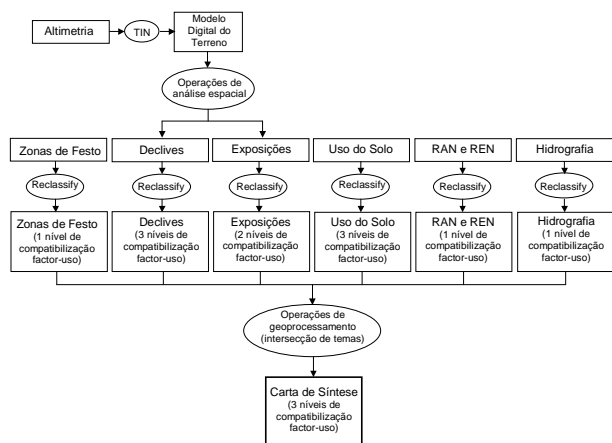 Altimetria
TIN
Modelo
Digital do
Terreno
Operações de
análise espacial
Zonas de Festo
Declives
Exposições
Uso do Solo
RAN e REN
Hidrografia
Reclassify
Reclassify
Reclassify
Reclassify
Reclassify
Reclassify
Zonas de Festo
(1 nível de
compatibilização
factor-uso)
Declives
(3 níveis de
compatibilização
factor-uso)
Exposições
(2 níveis de
compatibilização
factor-uso)
Uso do Solo
(3 níveis de
compatibilização
factor-uso)
RAN e REN
(1 nível de
compatibilização
factor-uso)
Hidrografia
(1 nível de
compatibilização
factor-uso)
Operações de
geoprocessamento
(intersecção de temas)
Carta de Síntese
(3 níveis de
compatibilização
factor-uso)